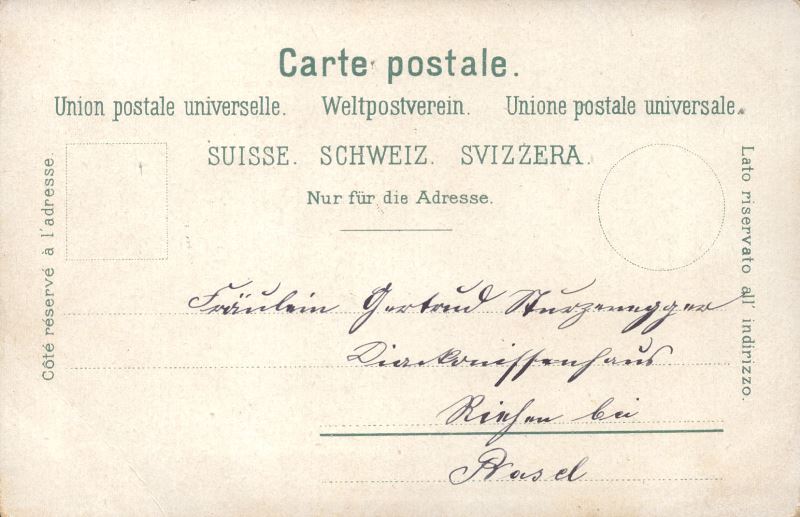 Carte postale.
Union postale universelle. Weltpostverein. Unione postale universale.
SUISSE. SCHWEIZ. SVIZZERA.
Nur für die Adresse.
Côté réservé à l'adresse.
Lato riservato all' indirizzo.
Fräulein Gertrud Sturzenegger
Diakonissenhaus
Riehen bei
Basel